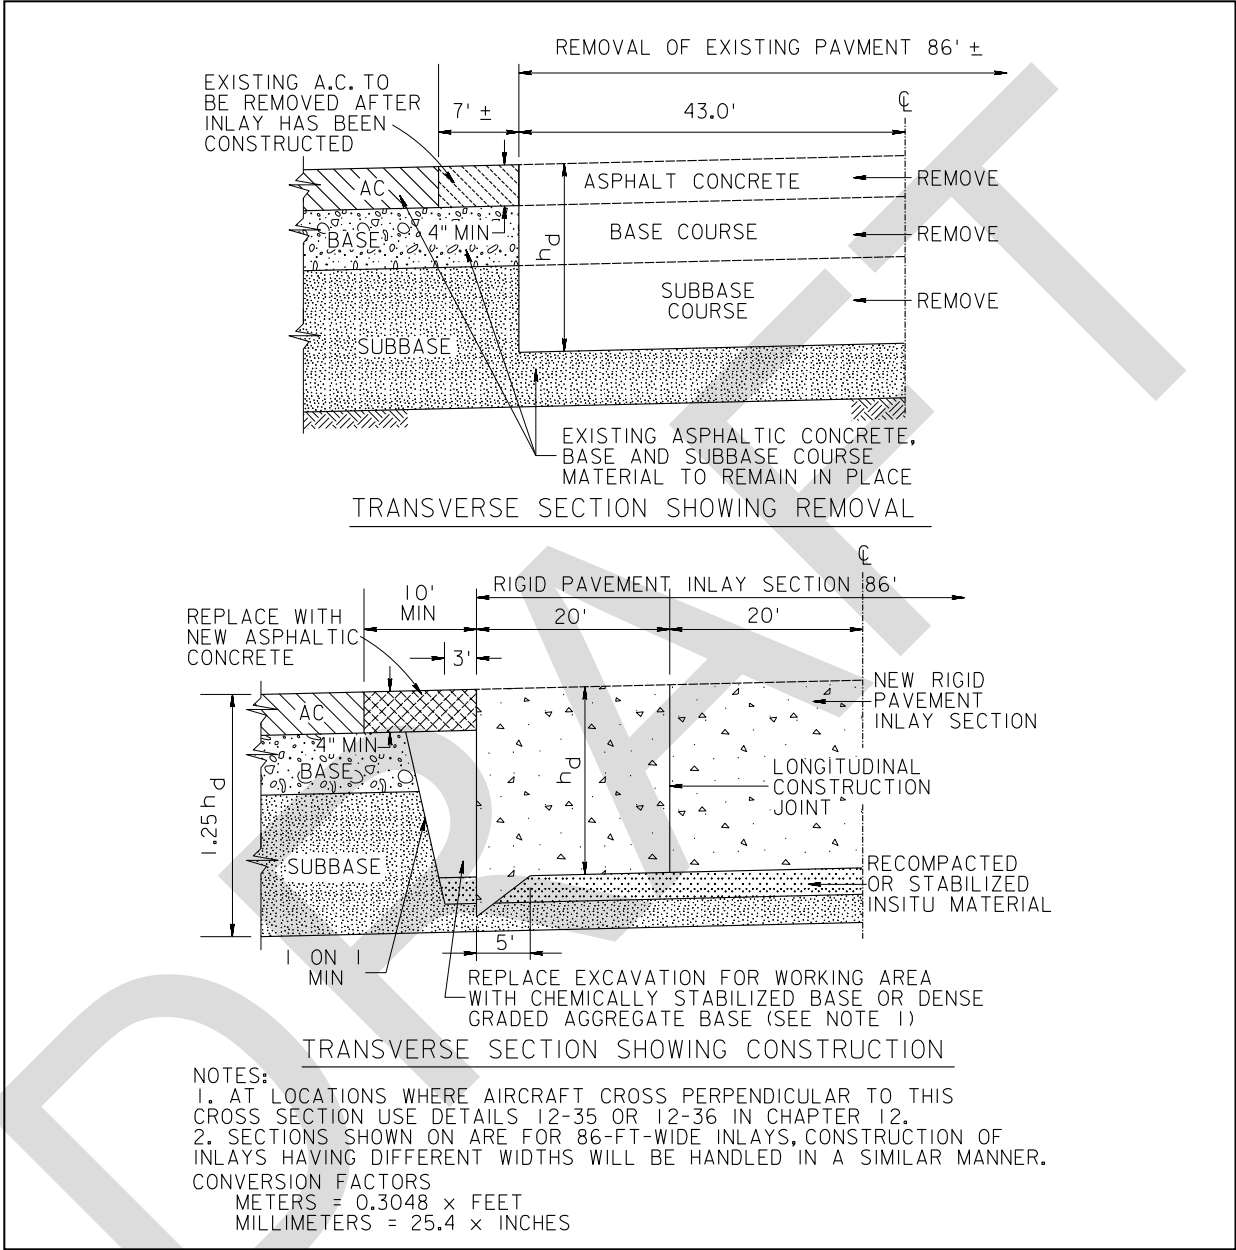 REMOVAL OF EXISTING PAVMENT 86' ±
EXISTING A.C. TO
BE REMOVED AFTER
INLAY HAS BEEN
CONSTRUCTED
7' ±
43.0'
℄
AC
ASPHALT CONCRETE
REMOVE
BASE
4" MIN
hd
BASE COURSE
REMOVE
SUBBASE
COURSE
REMOVE
SUBBASE
EXISTING ASPHALTIC CONCRETE,
BASE AND SUBBASE COURSE
MATERIAL TO REMAIN IN PLACE
TRANSVERSE SECTION SHOWING REMOVAL
℄
RIGID PAVEMENT INLAY SECTION 86'
10'
MIN
20'
20'
REPLACE WITH
NEW ASPHALTIC
CONCRETE
3'
NEW RIGID
PAVEMENT
INLAY SECTION
AC
4" MIN
BASE
hd
LONGITUDINAL
CONSTRUCTION
JOINT
1.25hd
SUBBASE
RECOMPACTED
OR STABILIZED
INSITU MATERIAL
5'
1 ON 1
MIN
REPLACE EXCAVATION FOR WORKING AREA
WITH CHEMICALLY STABILIZED BASE OR DENSE
GRADED AGGREGATE BASE (SEE NOTE 1)
TRANSVERSE SECTION SHOWING CONSTRUCTION
NOTES:
1. AT LOCATIONS WHERE AIRCRAFT CROSS PERPENDICULAR TO THIS
CROSS SECTION USE DETAILS 12-35 OR 12-36 IN CHAPTER 12.
2. SECTIONS SHOWN ON ARE FOR 86-FT-WIDE INLAYS, CONSTRUCTION OF
INLAYS HAVING DIFFERENT WIDTHS WILL BE HANDLED IN A SIMILAR MANNER.
CONVERSION FACTORS
METERS = 0.3048 x FEET
MILLIMETERS = 25.4 x INCHES
DRAFT